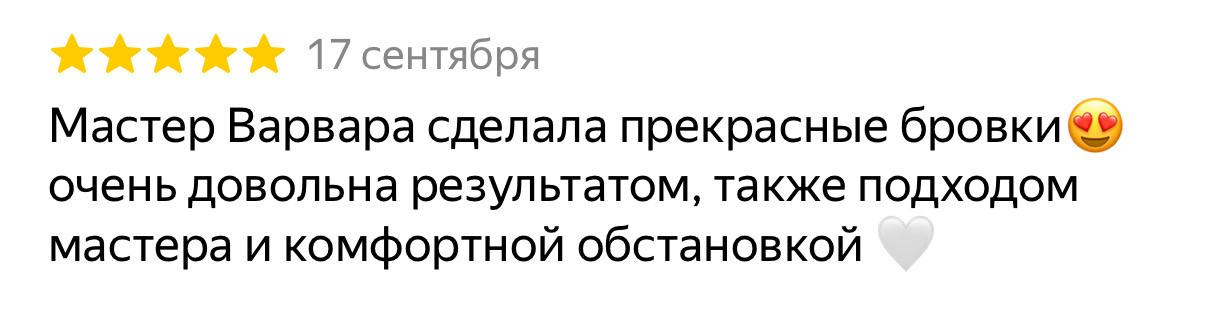 17 сентября
Мастер Варвара сделала прекрасные бровки😍
очень довольна результатом, также подходом
мастера и комфортной обстановкой 🤍